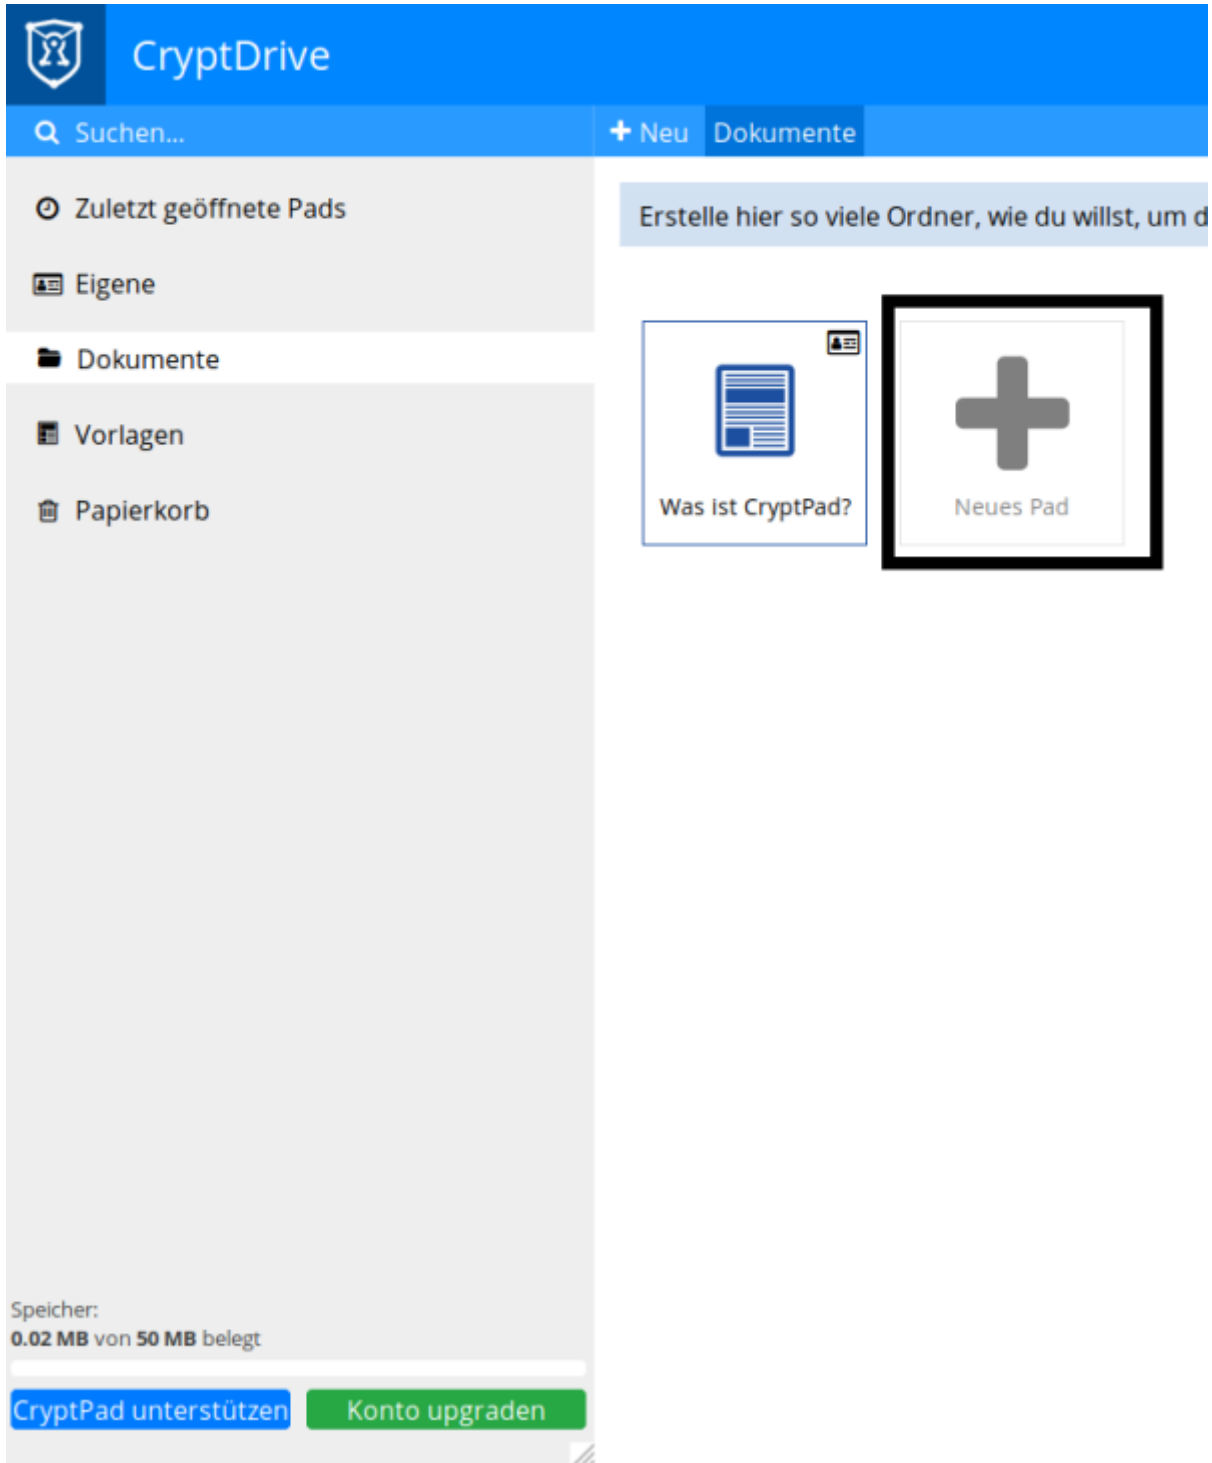 CryptDrive
Suchen...
Neu Dokumente
Zuletzt geöffnete Pads
Eigene
Dokumente
Vorlagen
Papierkorb
Erstelle hier so viele Ordner, wie du willst, um d
Was ist CryptPad?
Neues Pad
Speicher:
0.02 MB von 50 MB belegt
CryptPad unterstützen
Konto upgraden